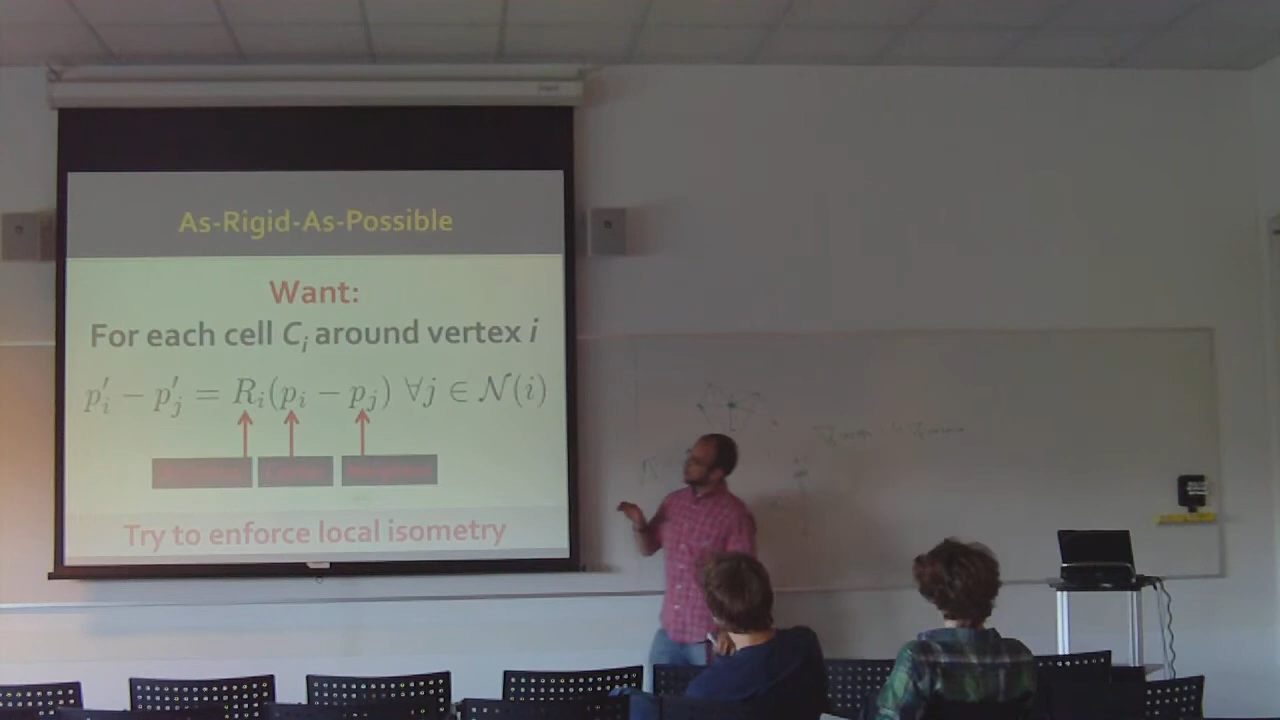 As-Rigid-As-Possible
Want:
For each cell Cᵢ around vertex i
p′ᵢ − p′ⱼ = Rᵢ(pᵢ − pⱼ) ∀j ∈ 𝒩(i)
Try to enforce local isometry